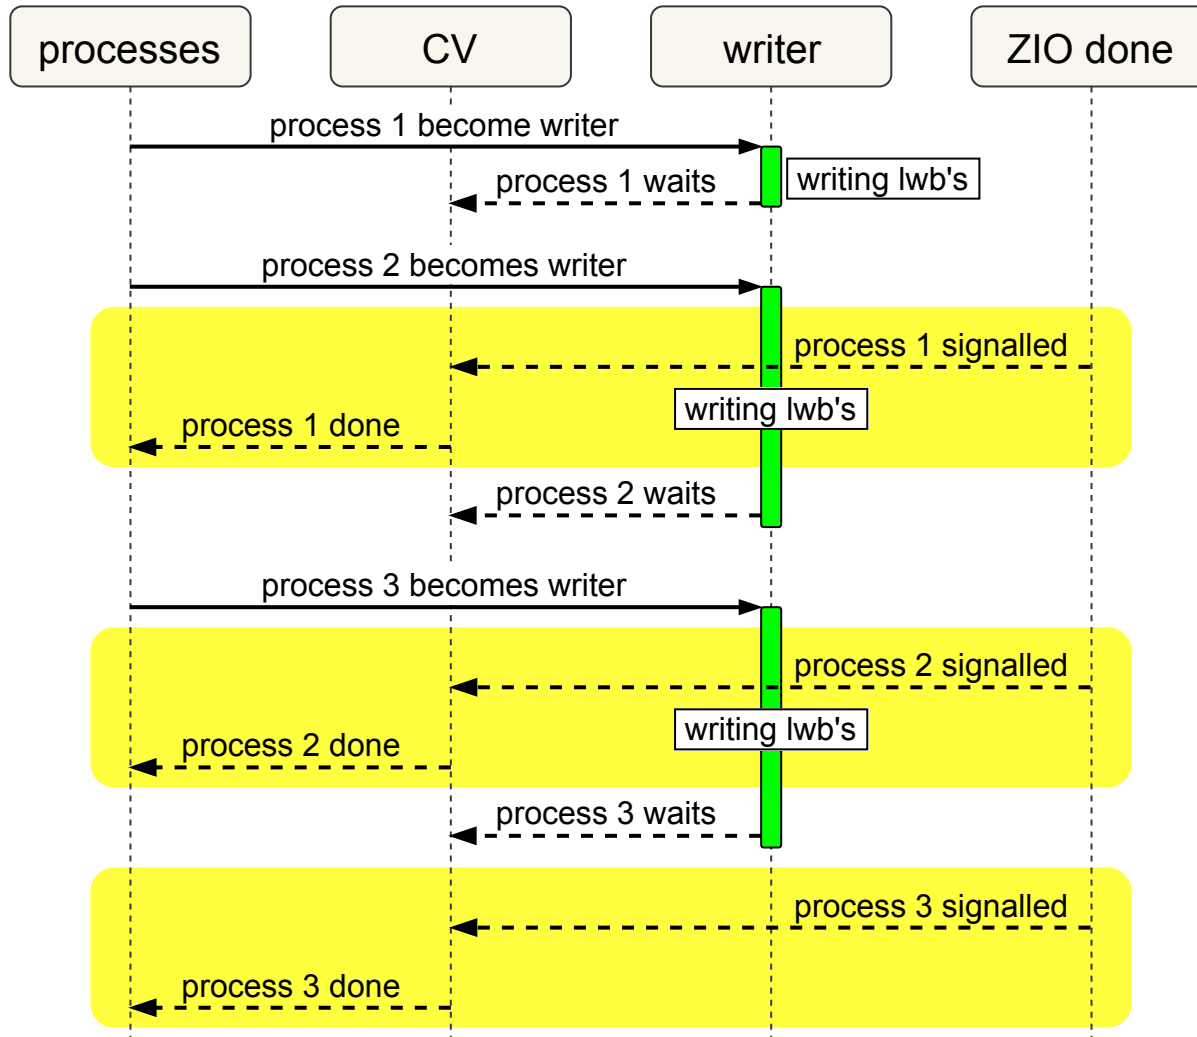 processes
CV
writer
ZIO done
process 1 become writer
process 1 waits
writing lwb's
process 2 becomes writer
process 1 signalled
writing lwb's
process 1 done
process 2 waits
process 3 becomes writer
process 2 signalled
writing lwb's
process 2 done
process 3 waits
process 3 signalled
process 3 done